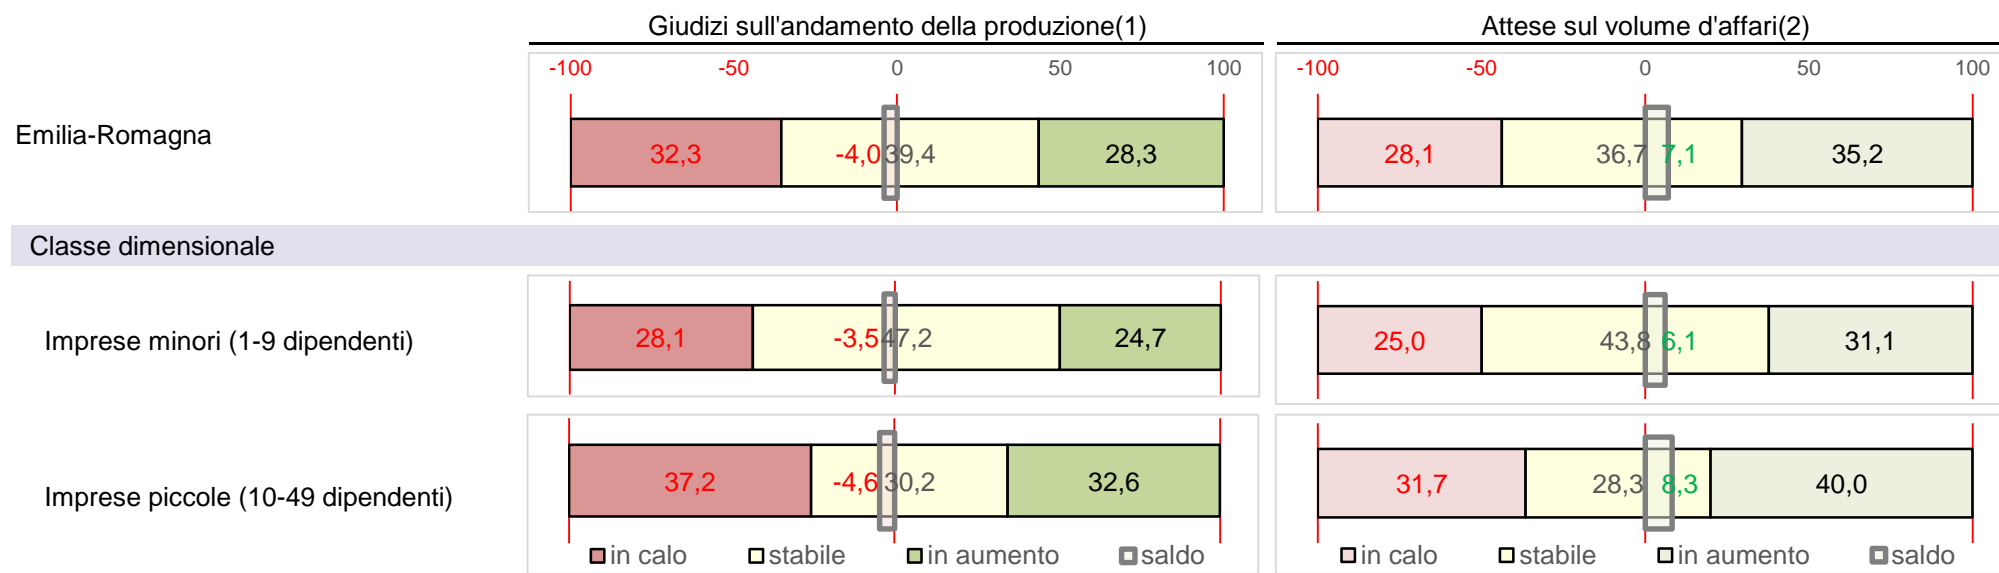 Giudizi sull'andamento della produzione(1) Attese sul volume d'affari(2)
-100 -50 0 50 100 -100 -50 0 50 100
Emilia-Romagna 32,3 -4,0 39,4 28,3 28,1 36,7 7,1 35,2
Classe dimensionale
Imprese minori (1-9 dipendenti) 28,1 -3,5 47,2 24,7 25,0 43,8 6,1 31,1
Imprese piccole (10-49 dipendenti) 37,2 -4,6 30,2 32,6 31,7 28,3 8,3 40,0
in calo stabile in aumento saldo in calo stabile in aumento saldo